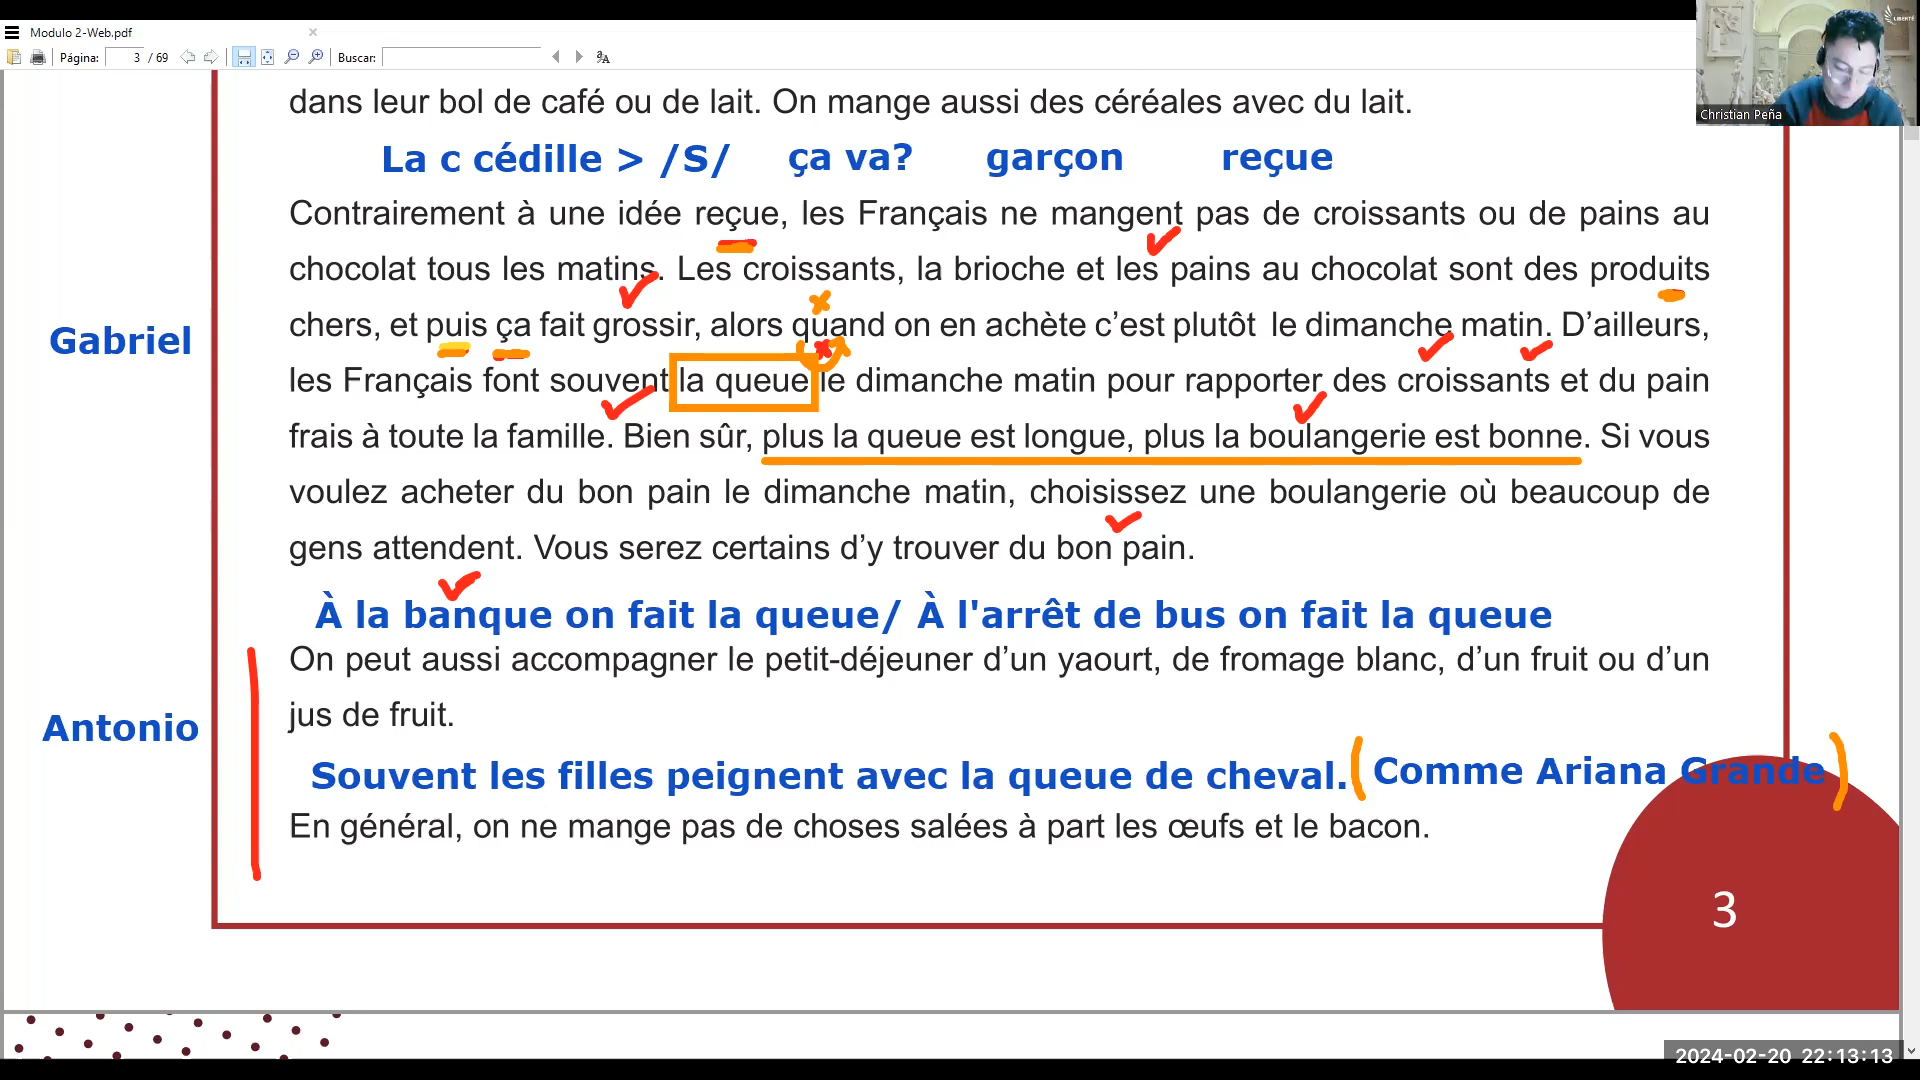 Modulo 2-Web.pdf
LIBERTÉ
Página: 3 / 69 Buscar:
Christian Peña
dans leur bol de café ou de lait. On mange aussi des céréales avec du lait.
La c cédille > /S/ ça va? garçon reçue
Contrairement à une idée reçue, les Français ne mangent pas de croissants ou de pains au
chocolat tous les matins. Les croissants, la brioche et les pains au chocolat sont des produits
chers, et puis ça fait grossir, alors quand on en achète c’est plutôt le dimanche matin. D’ailleurs,
Gabriel
les Français font souvent la queue le dimanche matin pour rapporter des croissants et du pain
frais à toute la famille. Bien sûr, plus la queue est longue, plus la boulangerie est bonne. Si vous
voulez acheter du bon pain le dimanche matin, choisissez une boulangerie où beaucoup de
gens attendent. Vous serez certains d’y trouver du bon pain.
À la banque on fait la queue/ À l'arrêt de bus on fait la queue
On peut aussi accompagner le petit-déjeuner d’un yaourt, de fromage blanc, d’un fruit ou d’un
jus de fruit.
Antonio
Souvent les filles peignent avec la queue de cheval. (Comme Ariana Grande)
En général, on ne mange pas de choses salées à part les œufs et le bacon.
3
2024-02-20 22:13:13